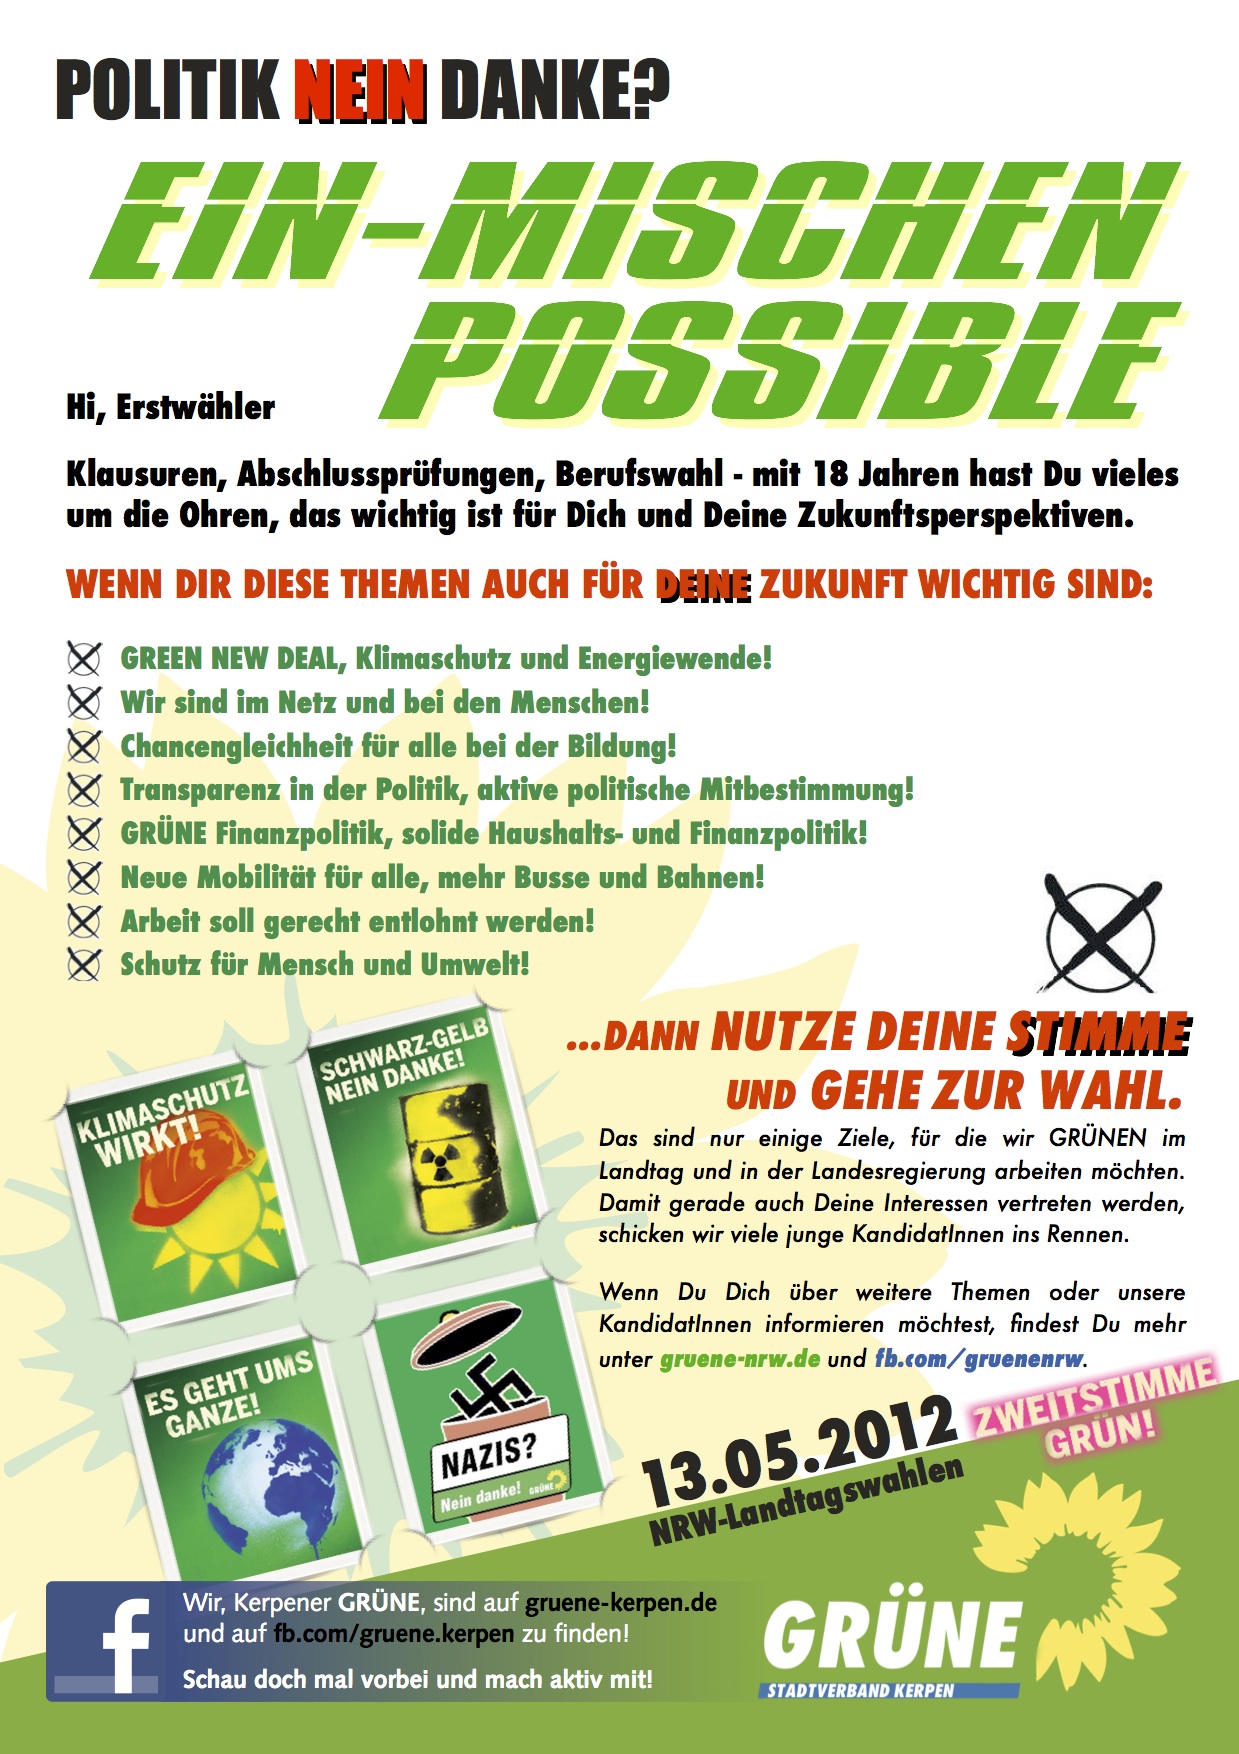 POLITIK NEIN DANKE?
EIN-MISCHEN
POSSIBLE
Hi, Erstwähler
Klausuren, Abschlussprüfungen, Berufswahl - mit 18 Jahren hast Du vieles
um die Ohren, das wichtig ist für Dich und Deine Zukunftsperspektiven.
WENN DIR DIESE THEMEN AUCH FÜR DEINE ZUKUNFT WICHTIG SIND:
GREEN NEW DEAL, Klimaschutz und Energiewende!
Wir sind im Netz und bei den Menschen!
Chancengleichheit für alle bei der Bildung!
Transparenz in der Politik, aktive politische Mitbestimmung!
GRÜNE Finanzpolitik, solide Haushalts- und Finanzpolitik!
Neue Mobilität für alle, mehr Busse und Bahnen!
Arbeit soll gerecht entlohnt werden!
Schutz für Mensch und Umwelt!
...DANN NUTZE DEINE STIMME
UND GEHE ZUR WAHL.
Das sind nur einige Ziele, für die wir GRÜNEN im
Landtag und in der Landesregierung arbeiten möchten.
Damit gerade auch Deine Interessen vertreten werden,
schicken wir viele junge KandidatInnen ins Rennen.
Wenn Du Dich über weitere Themen oder unsere
KandidatInnen informieren möchtest, findest Du mehr
unter gruene-nrw.de und fb.com/gruenenrw.
KLIMASCHUTZ
WIRKT!
SCHWARZ-GELB
NEIN DANKE!
ES GEHT UMS
GANZE!
NAZIS?
Nein danke! GRÜNE
13.05.2012
NRW-Landtagswahlen
ZWEITSTIMME
GRÜN!
f
Wir, Kerpener GRÜNE, sind auf gruene-kerpen.de
und auf fb.com/gruene.kerpen zu finden!
Schau doch mal vorbei und mach aktiv mit!
GRÜNE
STADTVERBAND KERPEN